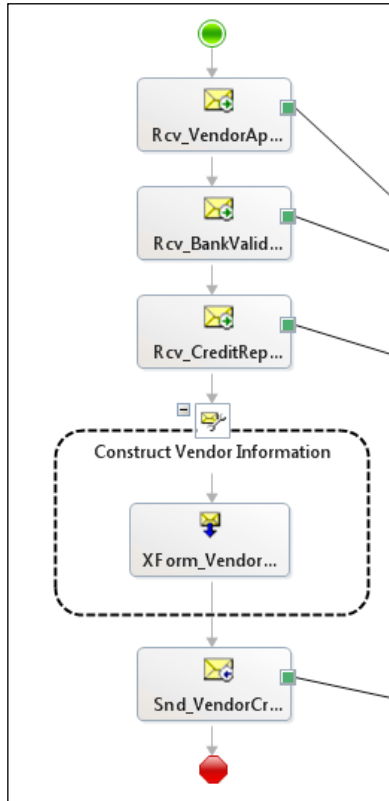 Rcv_VendorAp...
Rcv_BankValid...
Rcv_CreditRep...
Construct Vendor Information
XForm_Vendor...
Snd_VendorCr...